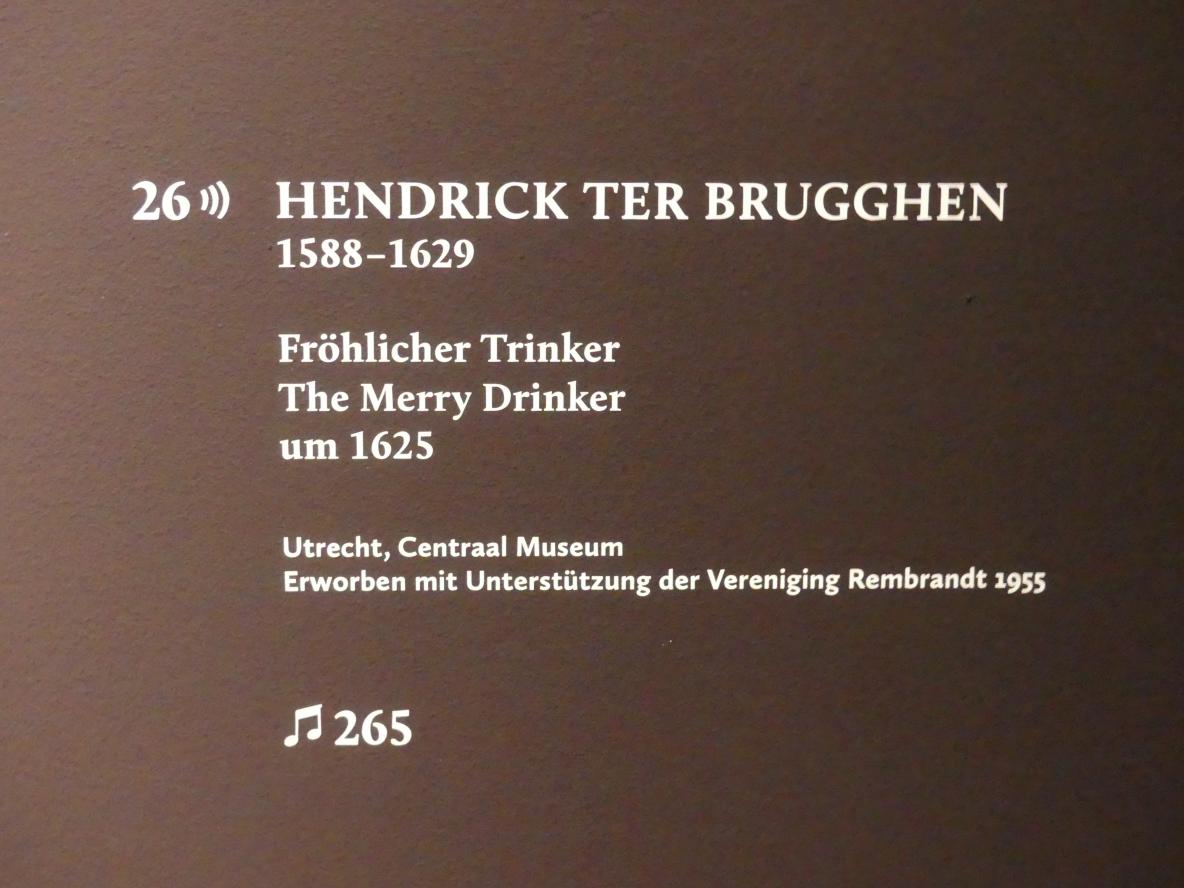 26 HENDRICK TER BRUGGHEN
1588–1629
Fröhlicher Trinker
The Merry Drinker
um 1625
Utrecht, Centraal Museum
Erworben mit Unterstützung der Vereniging Rembrandt 1955
♫ 265